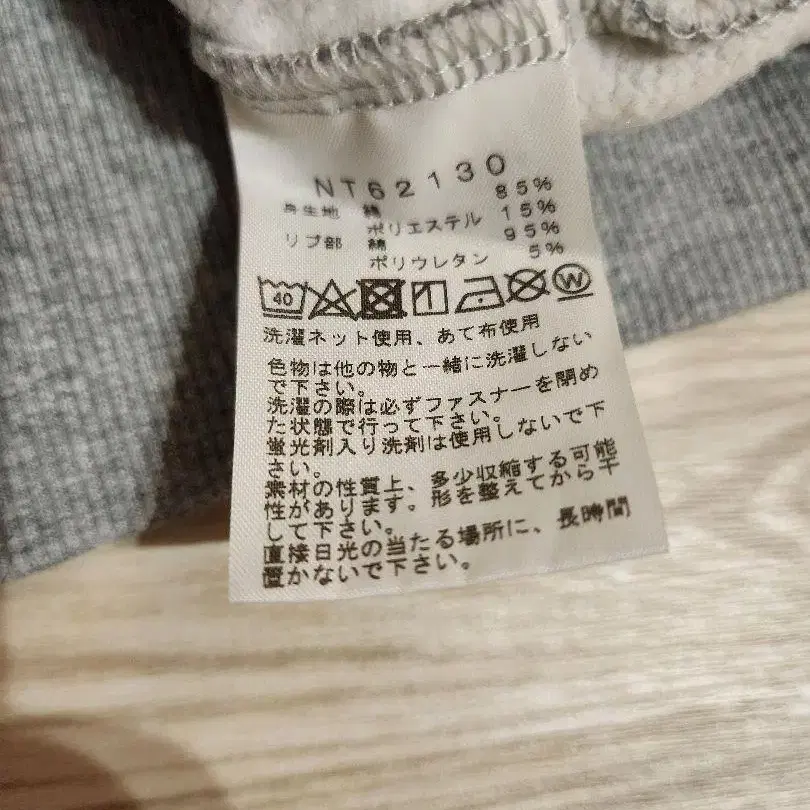 NT62130
身生地 綿 85%
ポリエステル 15%
リブ部 綿 95%
ポリウレタン 5%
40 W
洗濯ネット使用、あて布使用
色物は他の物と一緒に洗濯しない
で下さい。
洗濯の際は必ずファスナーを閉め
た状態で行って下さい。
蛍光剤入り洗剤は使用しないで下
さい。
素材の性質上、多少収縮する可能
性があります。形を整えてから干
して下さい。
直接日光の当たる場所に、長時間
置かないで下さい。